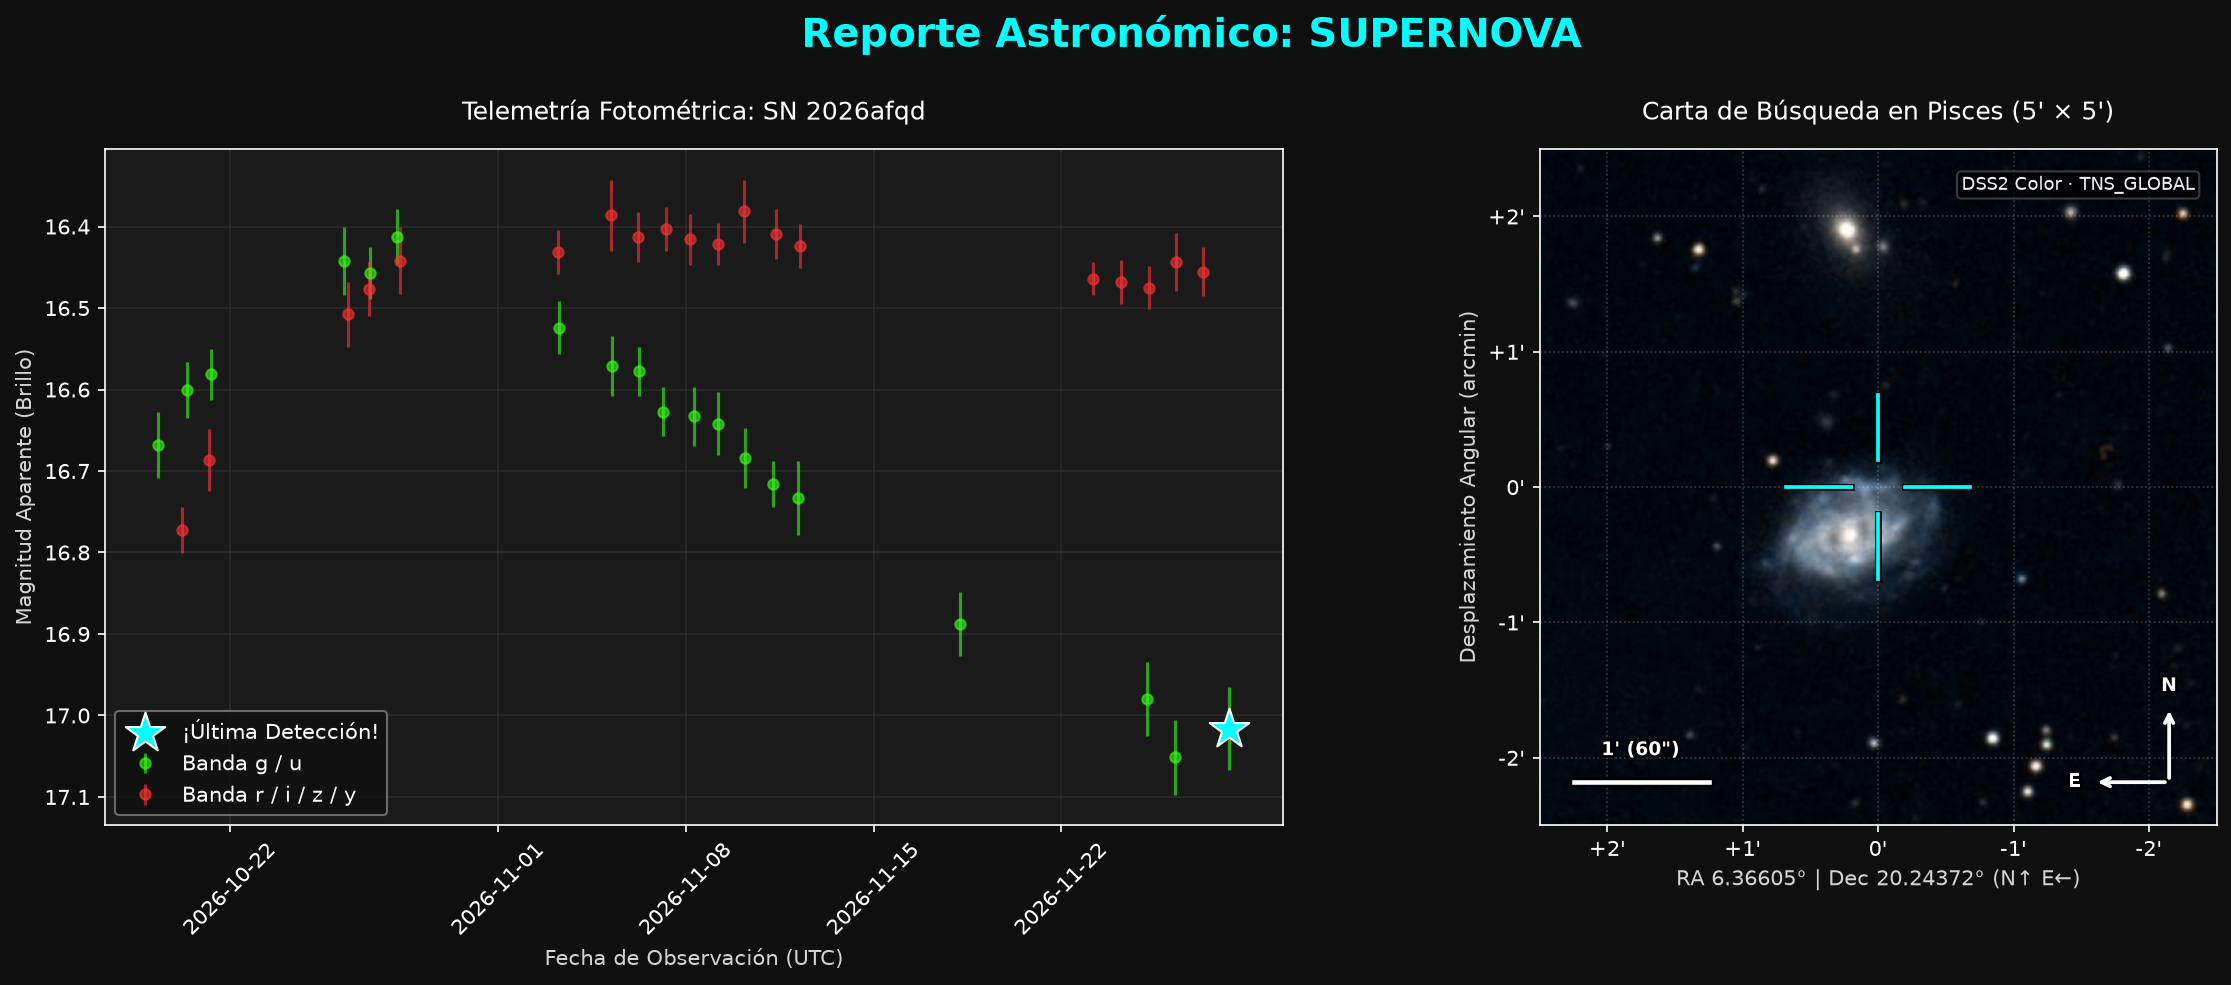 Reporte Astronómico: SUPERNOVA
Telemetría Fotométrica: SN 2026afqd
Magnitud Aparente (Brillo)
16.4
16.5
16.6
16.7
16.8
16.9
17.0
17.1
¡Última Detección!
Banda g / u
Banda r / i / z / y
2026-10-22
2026-11-01
2026-11-08
2026-11-15
2026-11-22
Fecha de Observación (UTC)
Carta de Búsqueda en Pisces (5' × 5')
DSS2 Color · TNS_GLOBAL
Desplazamiento Angular (arcmin)
+2'
+1'
0'
-1'
-2'
N
E
1' (60")
+2'
+1'
0'
-1'
-2'
RA 6.36605° | Dec 20.24372° (N↑ E←)